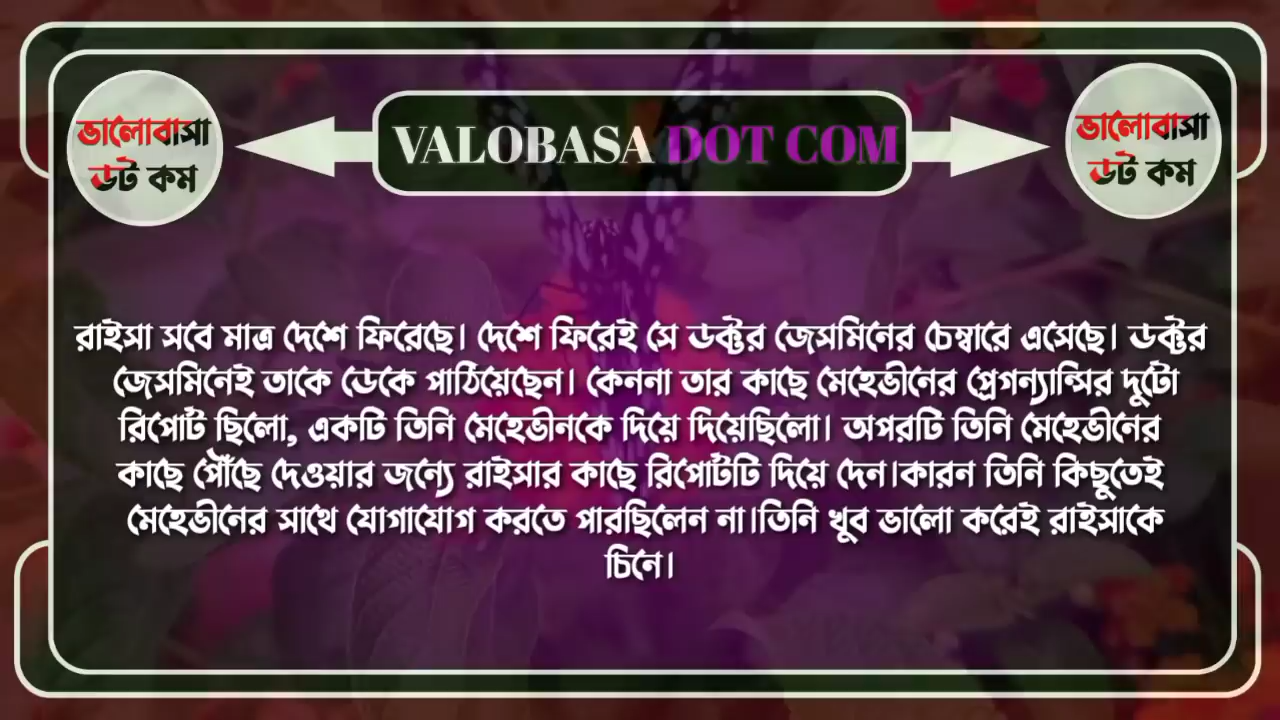 ভালোবাসা
ডট কম
VALOBASA DOT COM
ভালোবাসা
ডট কম
রাইসা সবে মাত্র দেশে ফিরেছে। দেশে ফিরেই সে ডক্টর জেসমিনের চেম্বারে এসেছে। ডক্টর
জেসমিনেই তাকে ডেকে পাঠিয়েছেন। কেননা তার কাছে মেহেভীনের প্রেগন্যান্সির দুটো
রিপোর্ট ছিলো, একটি তিনি মেহেভীনকে দিয়ে দিয়েছিলো। অপরটি তিনি মেহেভীনের
কাছে পৌঁছে দেওয়ার জন্যে রাইসার কাছে রিপোর্টটি দিয়ে দেন।কারন তিনি কিছুতেই
মেহেভীনের সাথে যোগাযোগ করতে পারছিলেন না।তিনি খুব ভালো করেই রাইসাকে
চিনে।